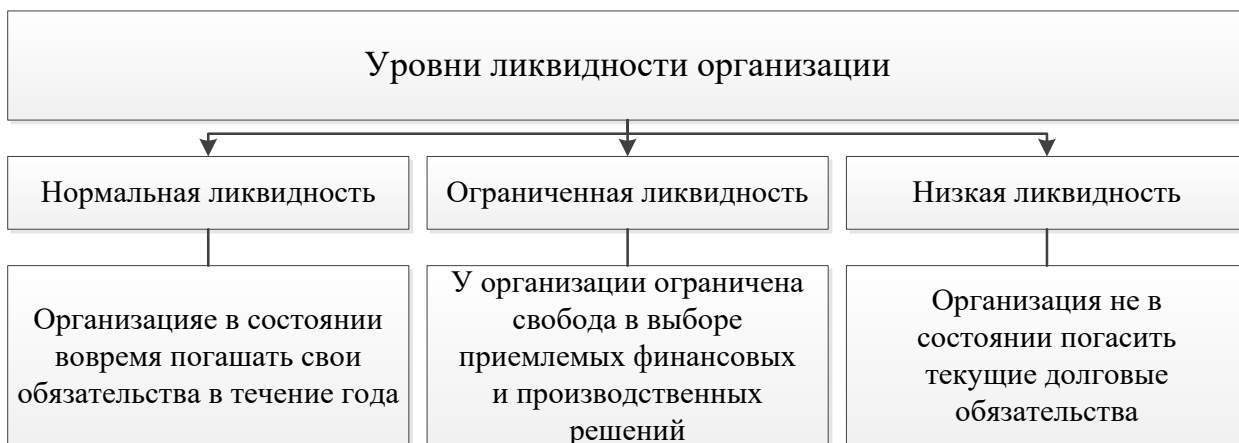 Уровни ликвидности организации
Нормальная ликвидность
Ограниченная ликвидность
Низкая ликвидность
Организацияе в состоянии
вовремя погашать свои
обязательства в течение года
У организации ограничена
свобода в выборе
приемлемых финансовых
и производственных
решений
Организация не в
состоянии погасить
текущие долговые
обязательства